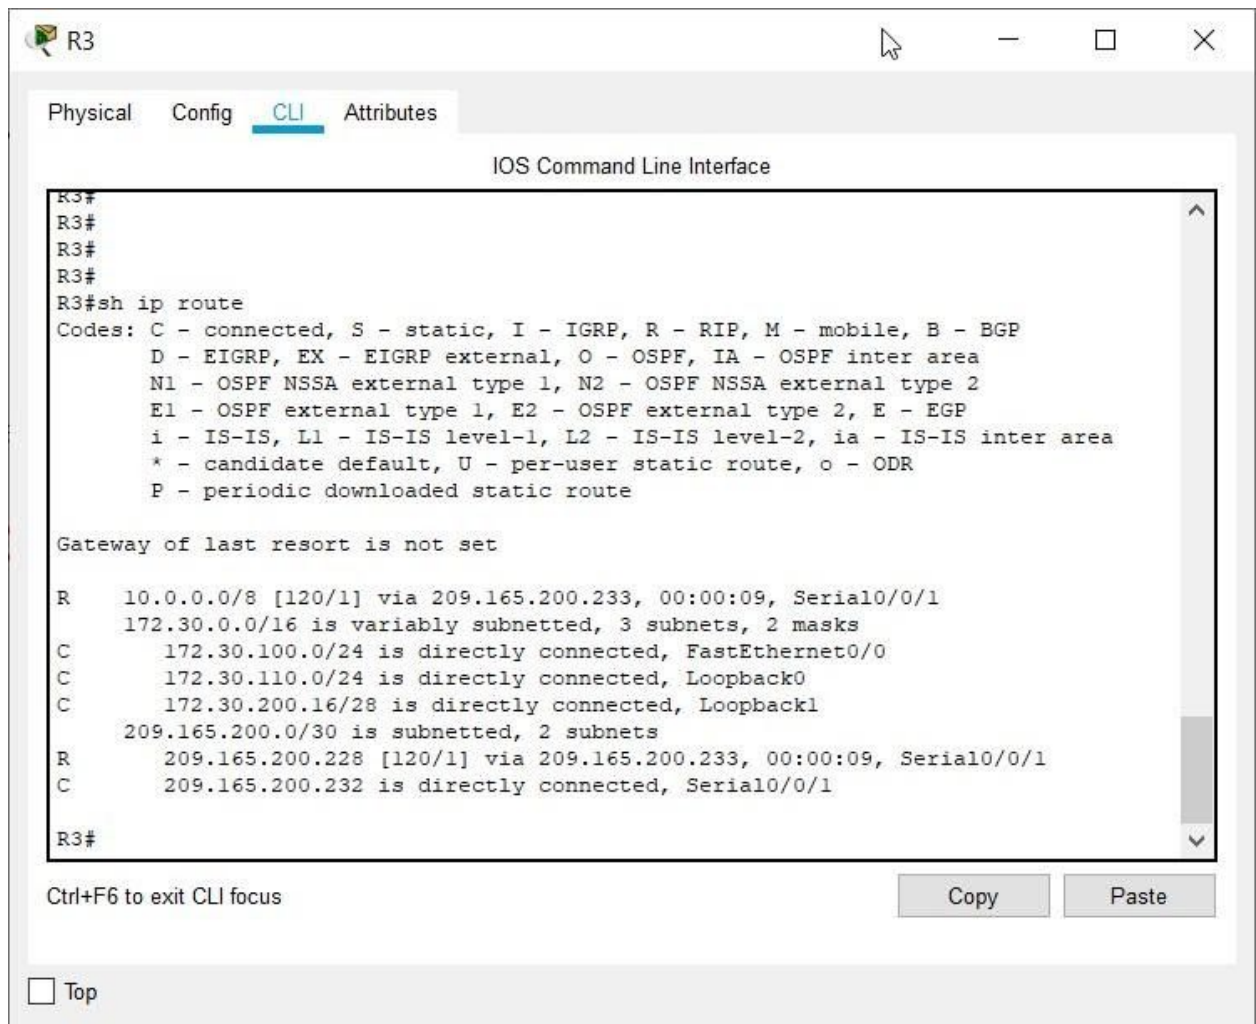 R3
Physical Config CLI Attributes
IOS Command Line Interface
R3#
R3#
R3#
R3#
R3#sh ip route
Codes: C - connected, S - static, I - IGRP, R - RIP, M - mobile, B - BGP
D - EIGRP, EX - EIGRP external, O - OSPF, IA - OSPF inter area
N1 - OSPF NSSA external type 1, N2 - OSPF NSSA external type 2
E1 - OSPF external type 1, E2 - OSPF external type 2, E - EGP
i - IS-IS, L1 - IS-IS level-1, L2 - IS-IS level-2, ia - IS-IS inter area
* - candidate default, U - per-user static route, o - ODR
P - periodic downloaded static route
Gateway of last resort is not set
R 10.0.0.0/8 [120/1] via 209.165.200.233, 00:00:09, Serial0/0/1
172.30.0.0/16 is variably subnetted, 3 subnets, 2 masks
C 172.30.100.0/24 is directly connected, FastEthernet0/0
C 172.30.110.0/24 is directly connected, Loopback0
C 172.30.200.16/28 is directly connected, Loopback1
209.165.200.0/30 is subnetted, 2 subnets
R 209.165.200.228 [120/1] via 209.165.200.233, 00:00:09, Serial0/0/1
C 209.165.200.232 is directly connected, Serial0/0/1
R3#
Ctrl+F6 to exit CLI focus
Copy Paste
Top